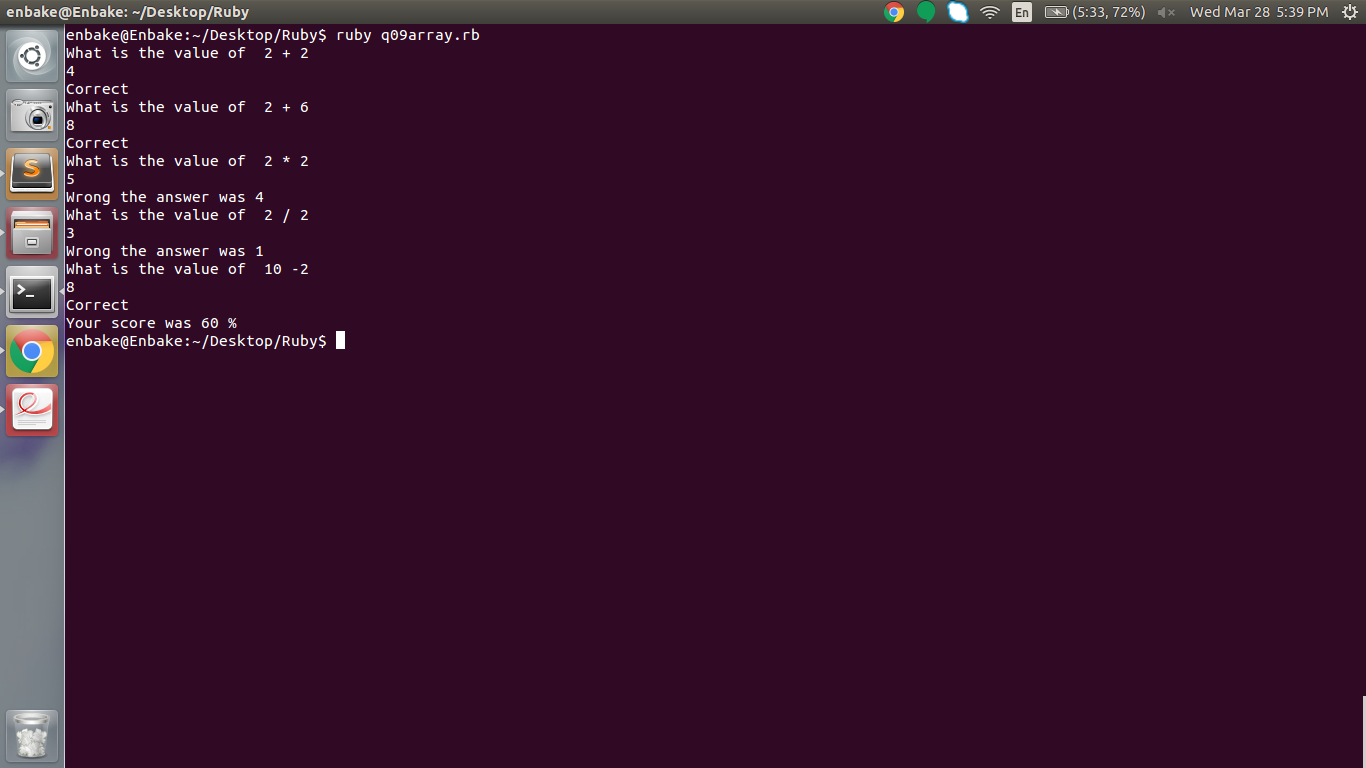 enbake@Enbake: ~/Desktop/Ruby
En (5:33, 72%) Wed Mar 28 5:39 PM
enbake@Enbake:~/Desktop/Ruby$ ruby q09array.rb
What is the value of  2 + 2
4
Correct
What is the value of  2 + 6
8
Correct
What is the value of  2 * 2
5
Wrong the answer was 4
What is the value of  2 / 2
3
Wrong the answer was 1
What is the value of  10 -2
8
Correct
Your score was 60 %
enbake@Enbake:~/Desktop/Ruby$